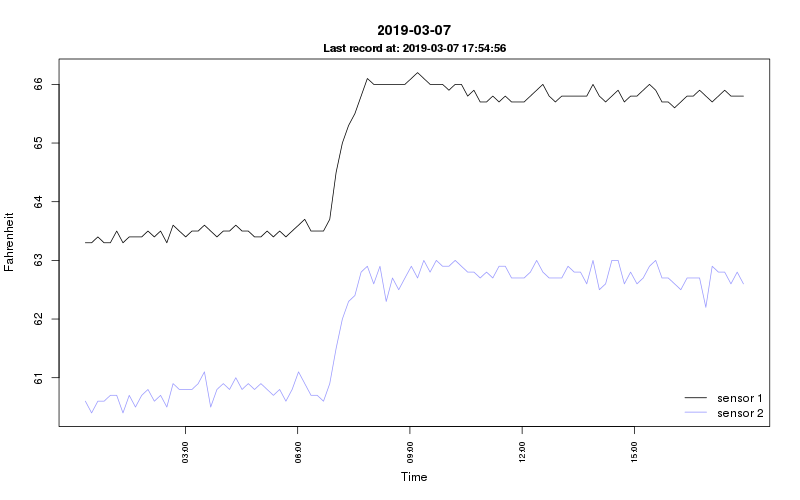 2019-03-07
Last record at: 2019-03-07 17:54:56
Fahrenheit
66
65
64
63
62
61
03:00
06:00
09:00
12:00
15:00
Time
sensor 1
sensor 2